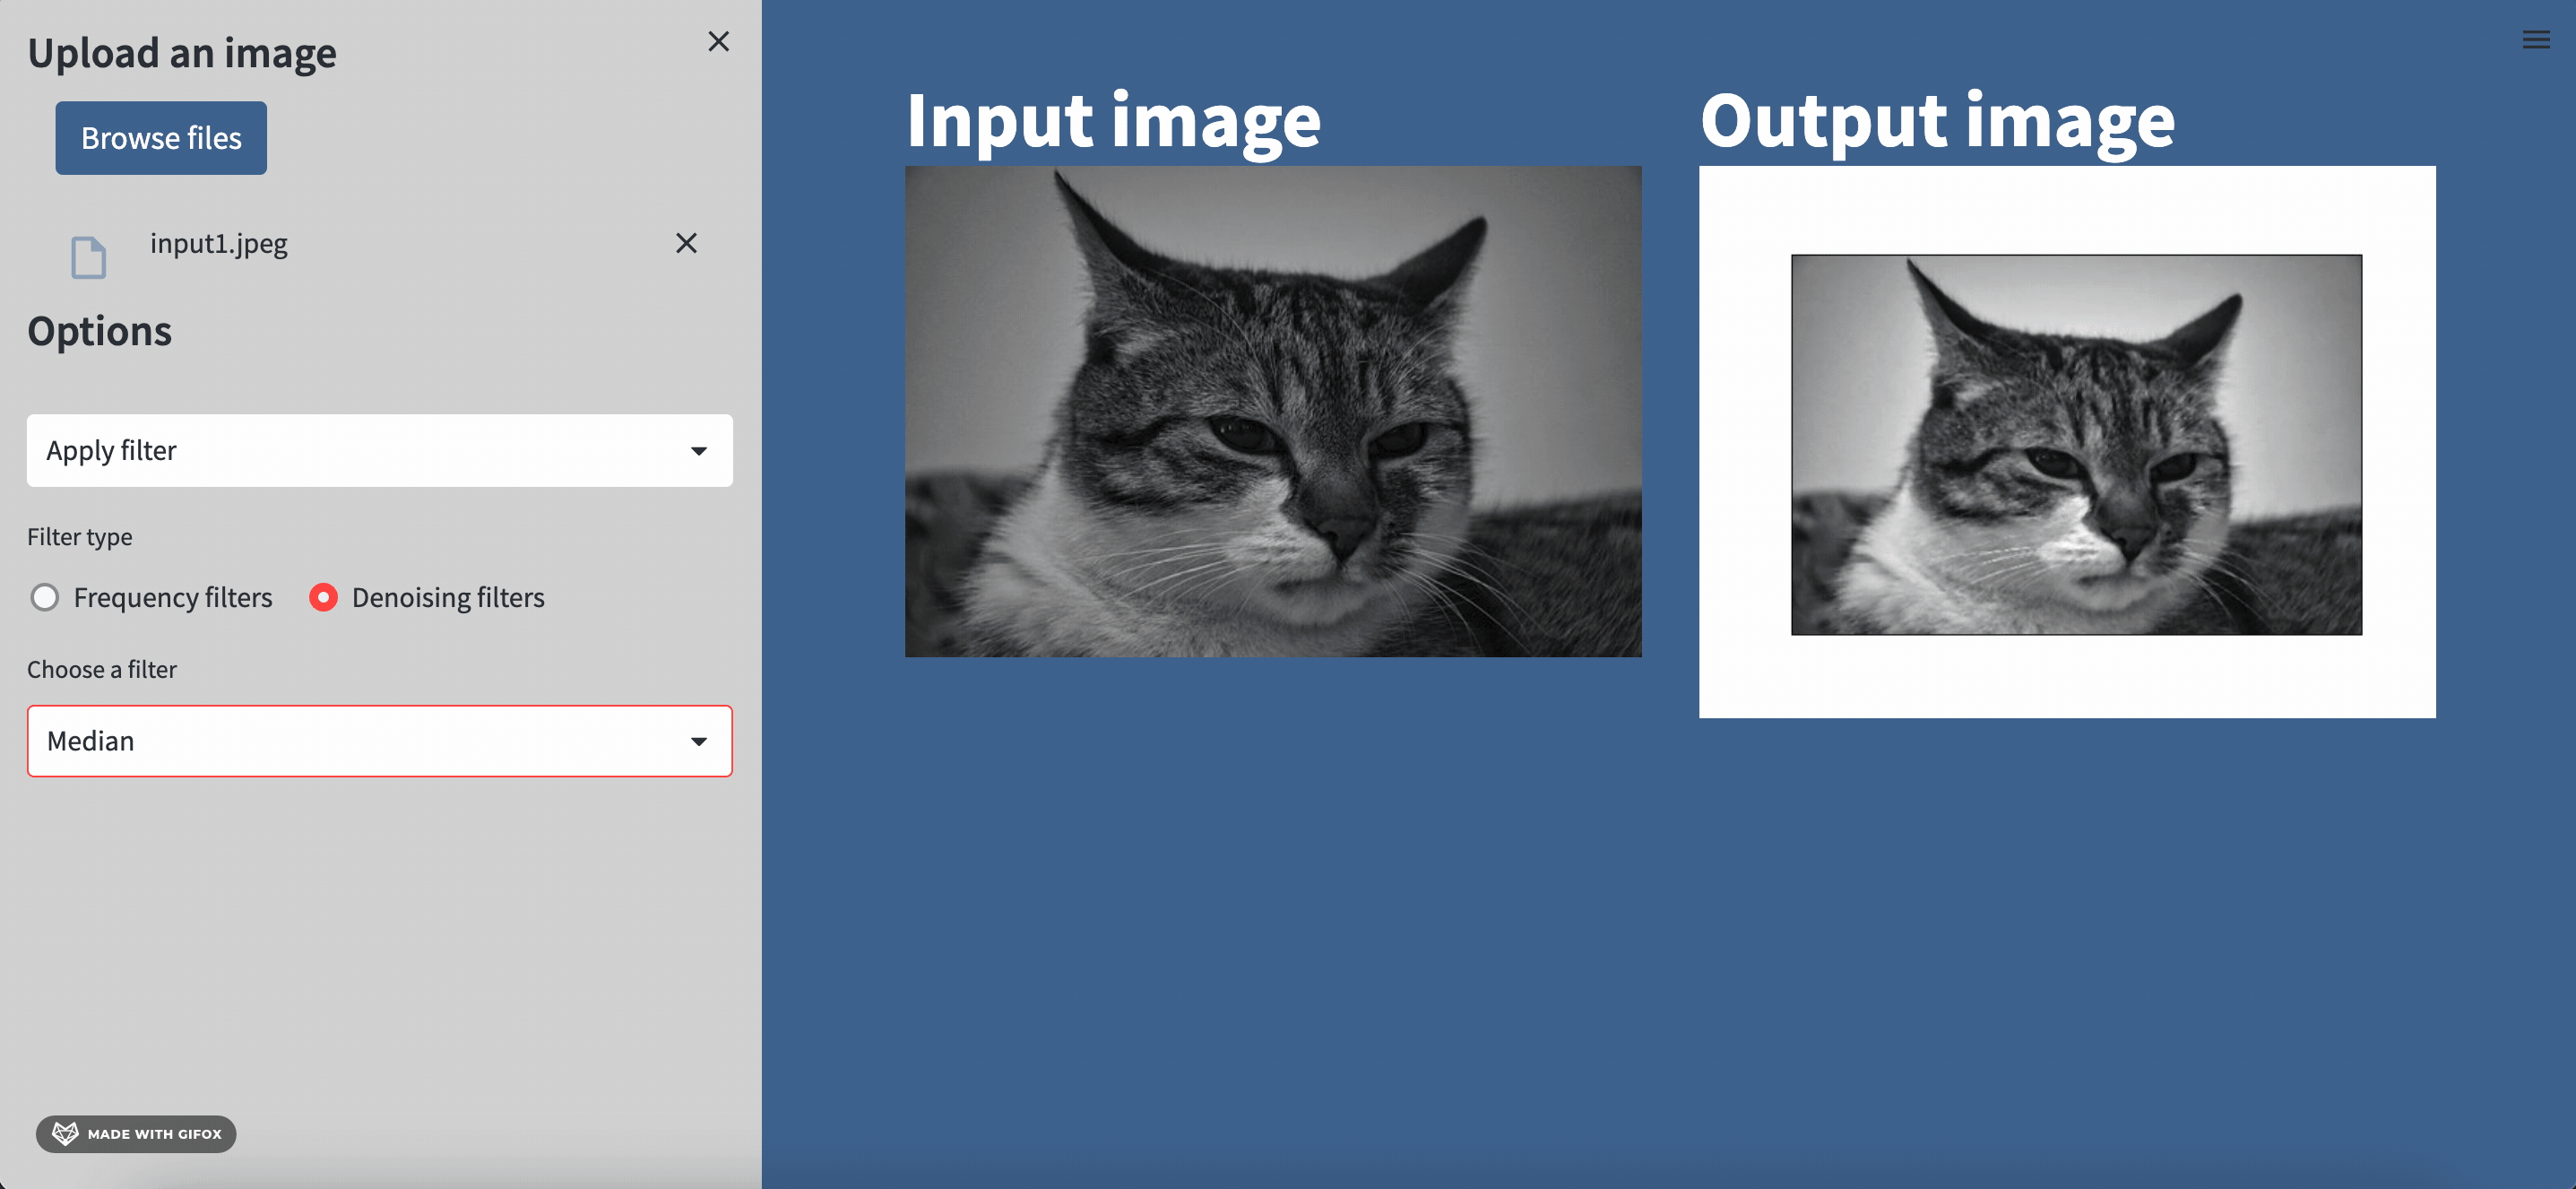 Upload an image
Browse files
input1.jpeg
Options
Apply filter
Filter type
Frequency filters
Denoising filters
Choose a filter
Median
MADE WITH GIFOX
Input image
Output image